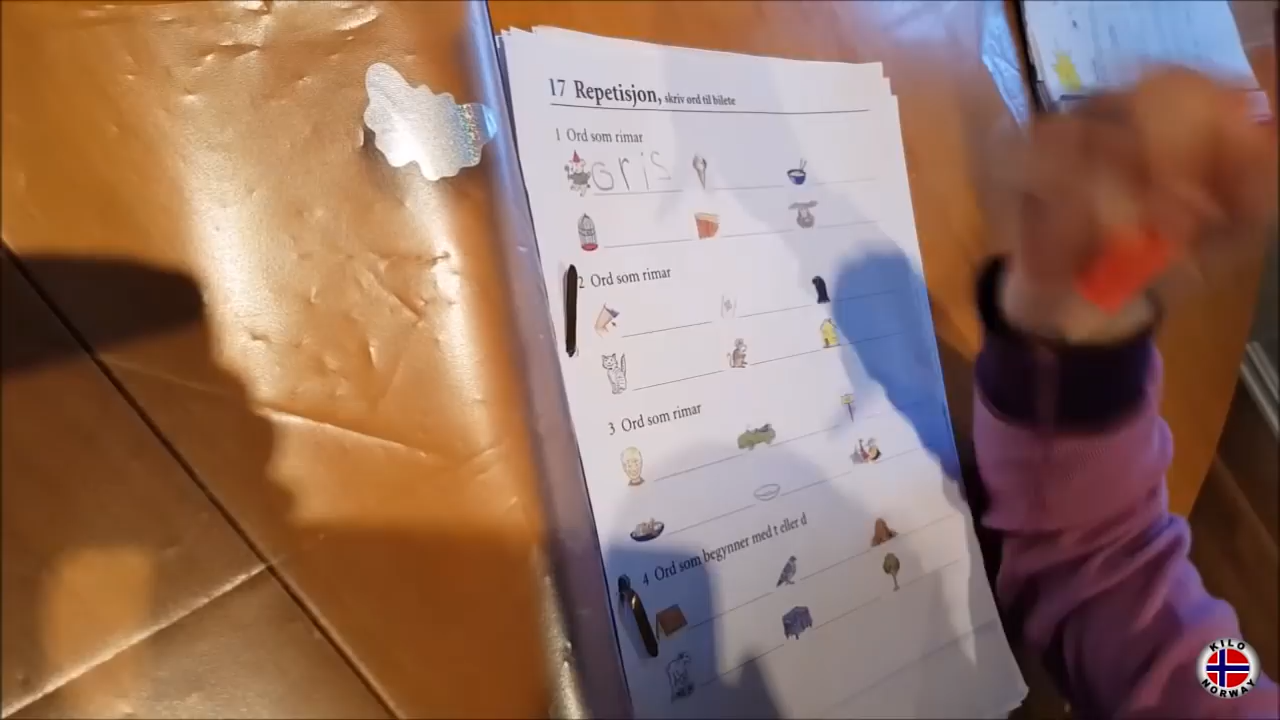 17 Repetisjon, skriv ord til bilete
1 Ord som rimar
Gris
2 Ord som rimar
3 Ord som rimar
4 Ord som begynner med t eller d
KILO
NORWAY